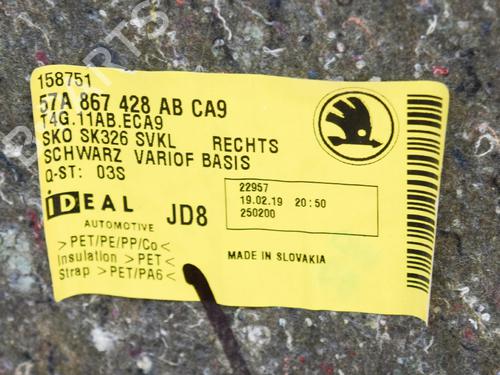 158751
57A 867 428 AB CA9
T4G.11AB.ECA9
SKO SK326 SVKL RECHTS
SCHWARZ VARIOF BASIS
Q-ST: 03S
iDEAL
AUTOMOTIVE
JD8
22957
19.02.19 20:50
250200
>PET/PE/PP/Co<
Insulation >PET<
Strap >PET/PA6<
MADE IN SLOVAKIA